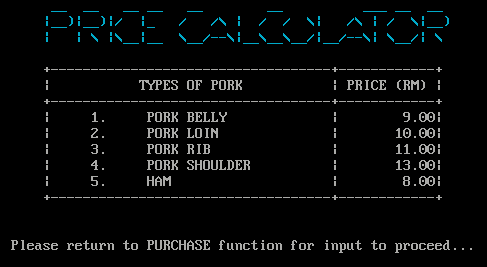 PRICE CALCULATOR
TYPES OF PORK PRICE (RM)
1. PORK BELLY 9.00
2. PORK LOIN 10.00
3. PORK RIB 11.00
4. PORK SHOULDER 13.00
5. HAM 8.00
Please return to PURCHASE function for input to proceed...